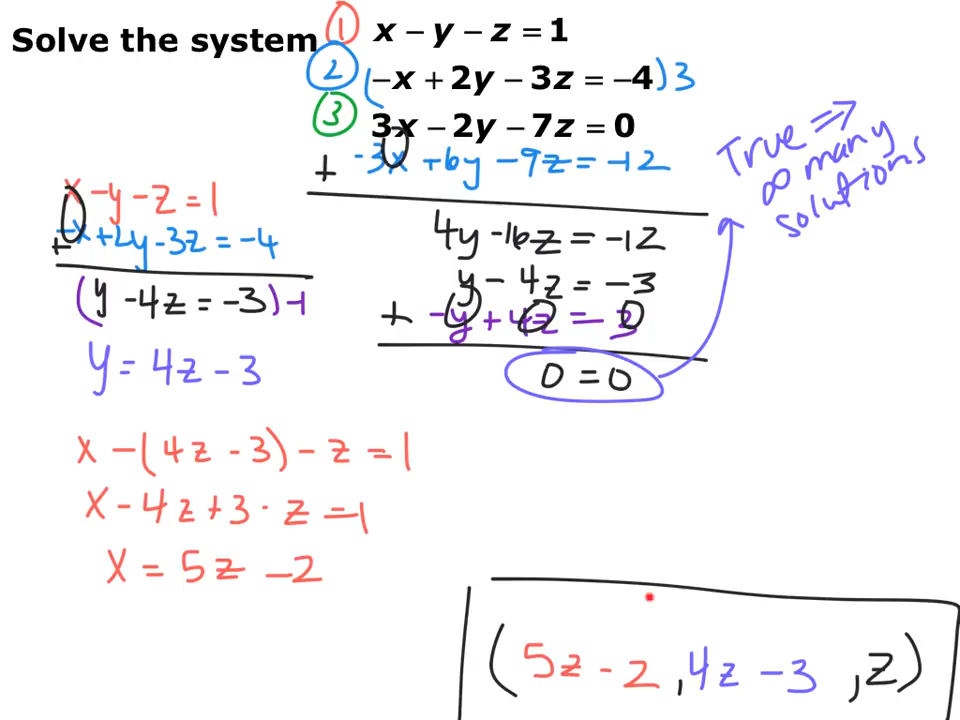 Solve the system
① x − y − z = 1
② (−x + 2y − 3z = −4)3
③ 3x − 2y − 7z = 0
+ -3x + 6y - 9z = -12
4y - 16z = -12
y - 4z = -3
+ -y + 4z = 3
0 = 0
True ⇒
∞ many
solutions
x - y - z = 1
+ -x + 2y - 3z = -4
(y - 4z = -3) -1
y = 4z - 3
x - (4z - 3) - z = 1
x - 4z + 3 - z = 1
x = 5z - 2
(5z - 2, 4z - 3, z)